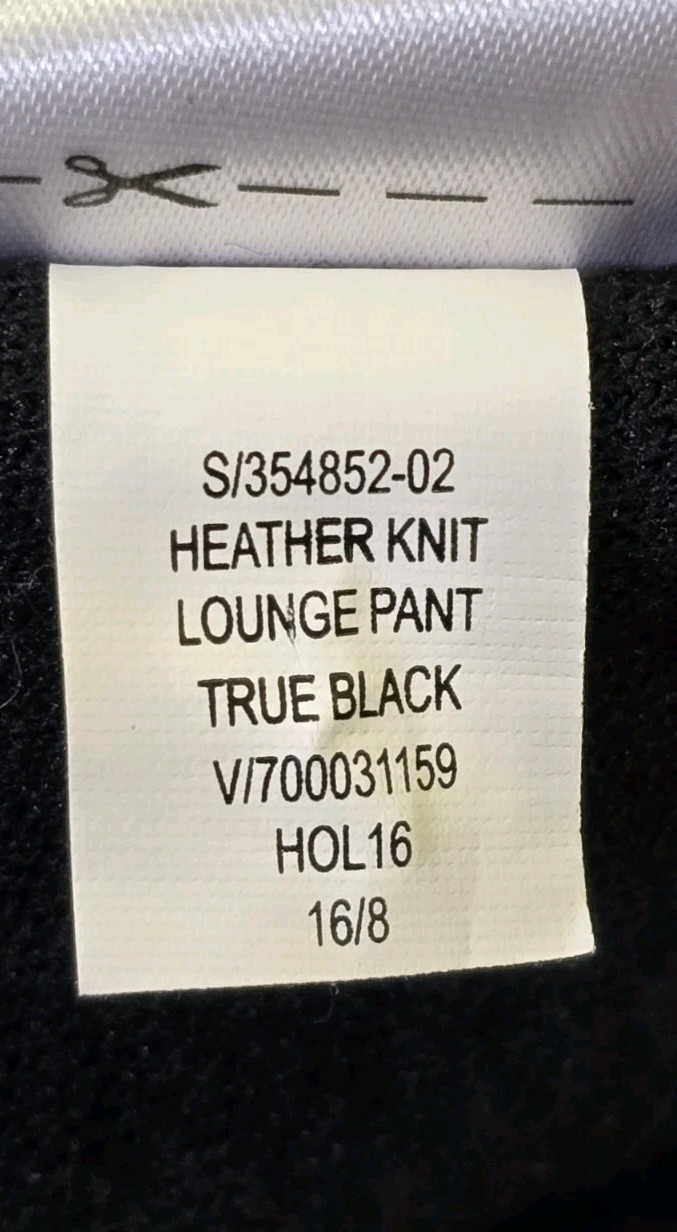 S/354852-02
HEATHER KNIT
LOUNGE PANT
TRUE BLACK
V/700031159
HOL16
16/8